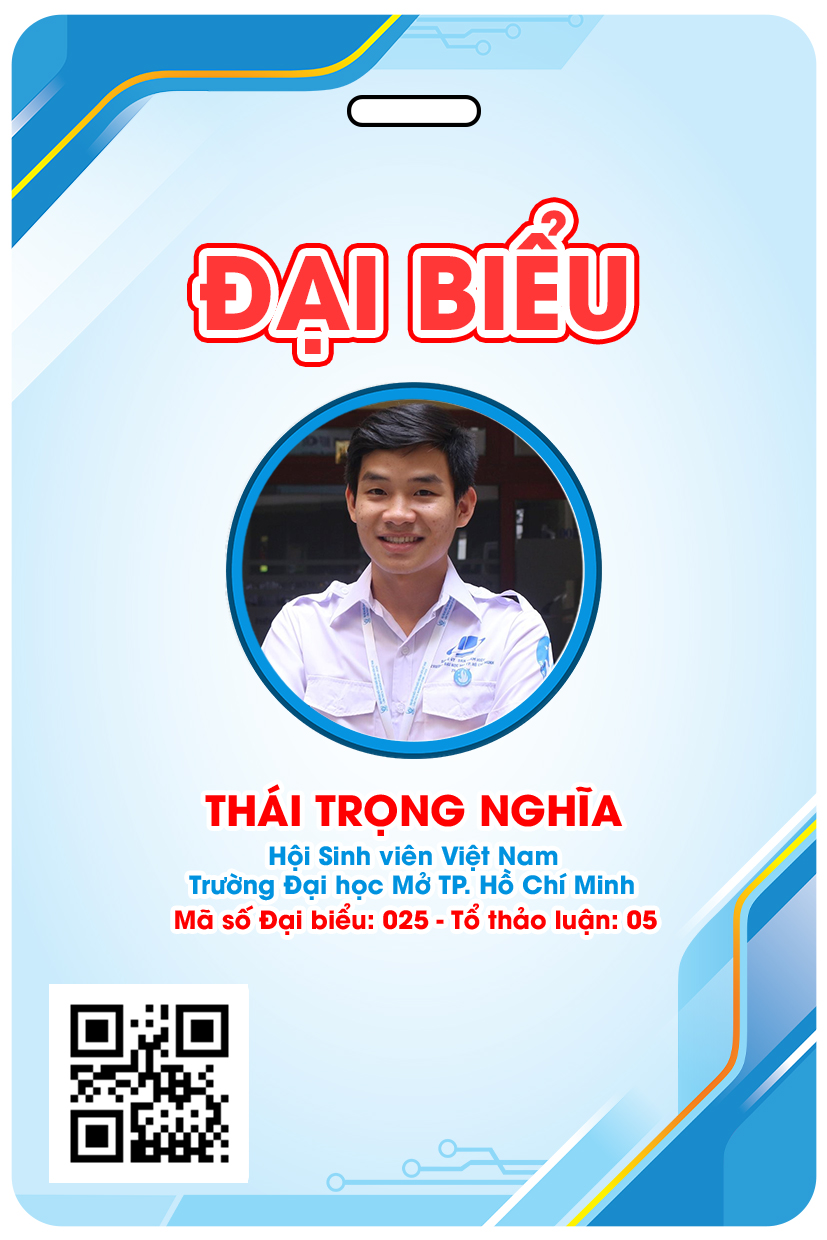 ĐẠI BIỂU
THÁI TRỌNG NGHĨA
Hội Sinh viên Việt Nam
Trường Đại học Mở TP. Hồ Chí Minh
Mã số Đại biểu: 025 - Tổ thảo luận: 05